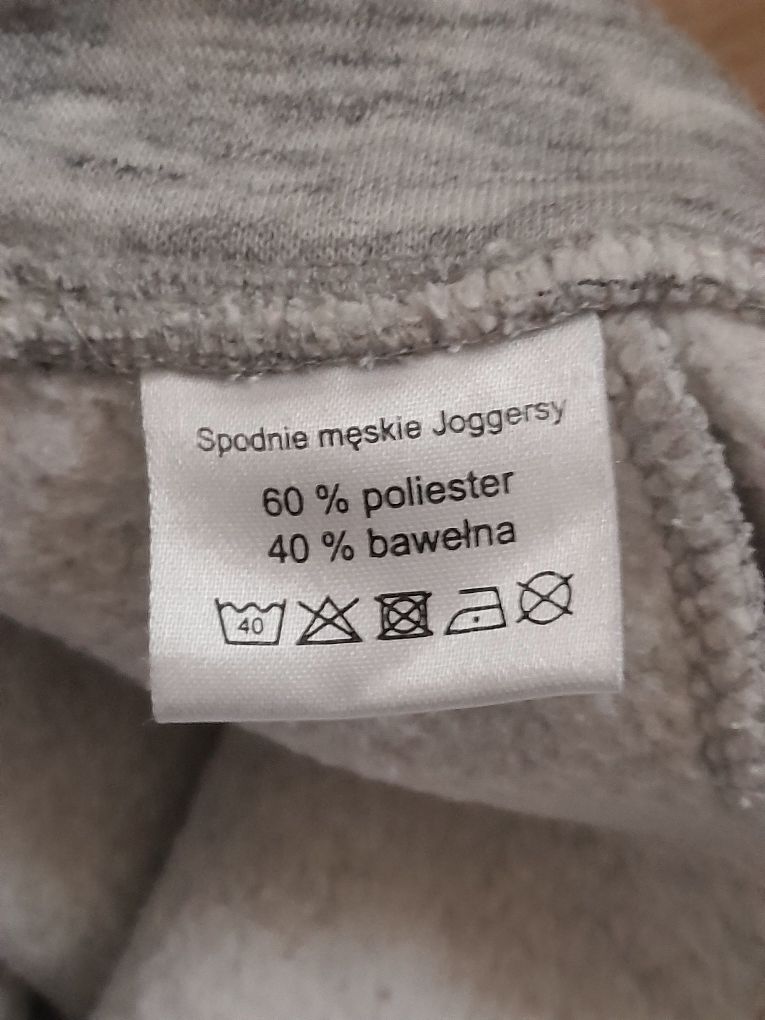 Spodnie męskie Joggersy
60 % poliester
40 % bawełna
40